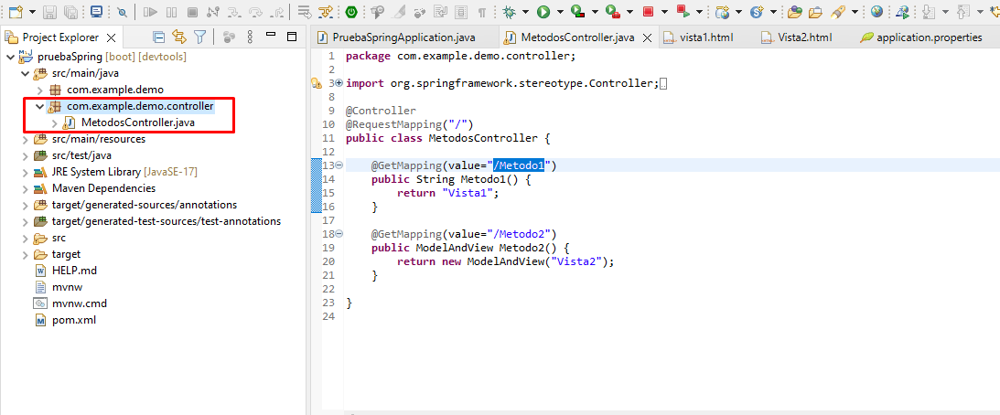 Project Explorer
pruebaSpring [boot] [devtools]
src/main/java
com.example.demo
com.example.demo.controller
MetodosController.java
src/main/resources
src/test/java
JRE System Library [JavaSE-17]
Maven Dependencies
target/generated-sources/annotations
target/generated-test-sources/test-annotations
src
target
HELP.md
mvnw
mvnw.cmd
pom.xml
PruebaSpringApplication.java
MetodosController.java
vista1.html
Vista2.html
application.properties
1 package com.example.demo.controller;
2
3 import org.springframework.stereotype.Controller;
8
9 @Controller
10 @RequestMapping("/")
11 public class MetodosController {
12
13 @GetMapping(value="/Metodo1")
14 public String Metodo1() {
15 return "Vista1";
16 }
17
18 @GetMapping(value="/Metodo2")
19 public ModelAndView Metodo2() {
20 return new ModelAndView("Vista2");
21 }
22
23 }
24